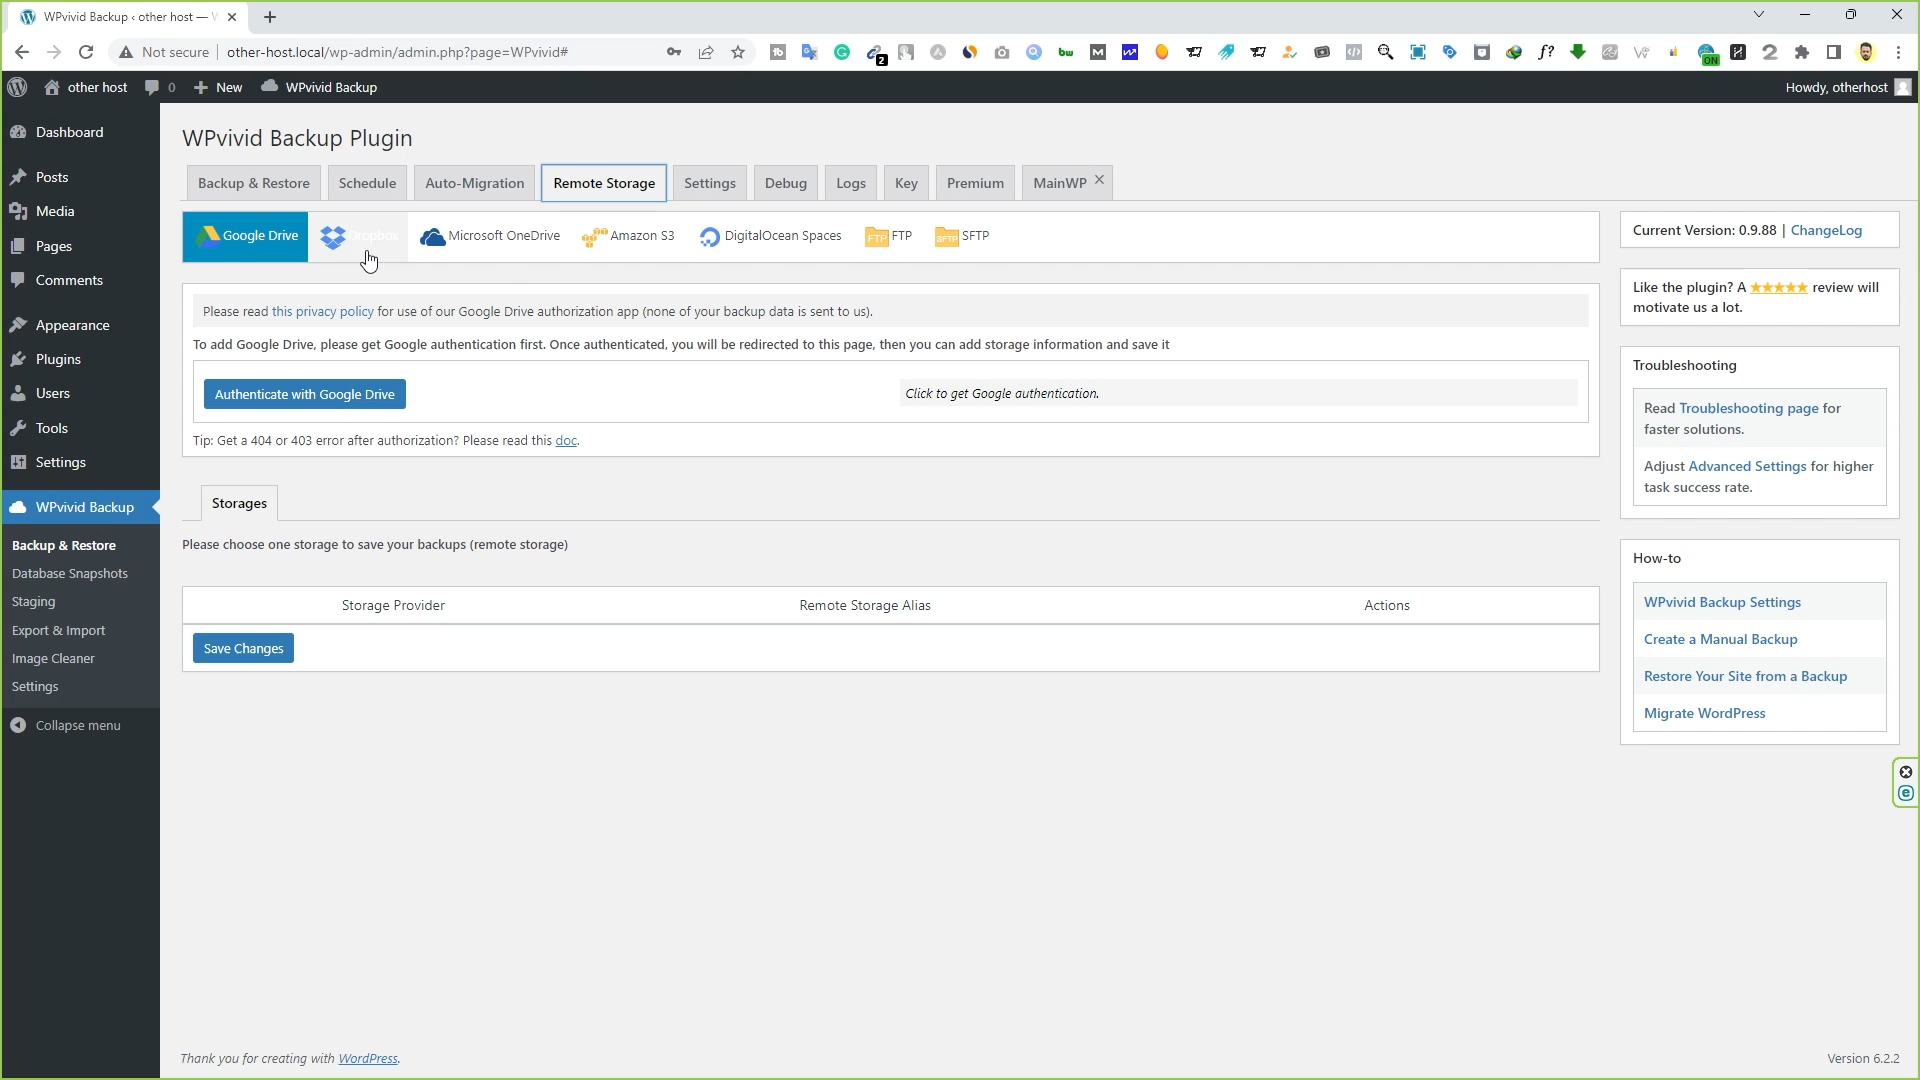 WPvivid Backup ‹ other host —
Not secure other-host.local/wp-admin/admin.php?page=WPvivid#
2
ON
other host 0 New WPvivid Backup Howdy, otherhost
Dashboard
Posts
Media
Pages
Comments
Appearance
Plugins
Users
Tools
Settings
WPvivid Backup
Backup & Restore
Database Snapshots
Staging
Export & Import
Image Cleaner
Settings
Collapse menu
WPvivid Backup Plugin
Backup & Restore Schedule Auto-Migration Remote Storage Settings Debug Logs Key Premium MainWP
Google Drive Dropbox Microsoft OneDrive Amazon S3 DigitalOcean Spaces FTP FTP SFTP SFTP
Please read this privacy policy for use of our Google Drive authorization app (none of your backup data is sent to us).
To add Google Drive, please get Google authentication first. Once authenticated, you will be redirected to this page, then you can add storage information and save it
Authenticate with Google Drive Click to get Google authentication.
Tip: Get a 404 or 403 error after authorization? Please read this doc.
Storages
Please choose one storage to save your backups (remote storage)
Storage Provider Remote Storage Alias Actions
Save Changes
Current Version: 0.9.88 | ChangeLog
Like the plugin? A ★★★★★ review will
motivate us a lot.
Troubleshooting
Read Troubleshooting page for
faster solutions.
Adjust Advanced Settings for higher
task success rate.
How-to
WPvivid Backup Settings
Create a Manual Backup
Restore Your Site from a Backup
Migrate WordPress
Thank you for creating with WordPress. Version 6.2.2